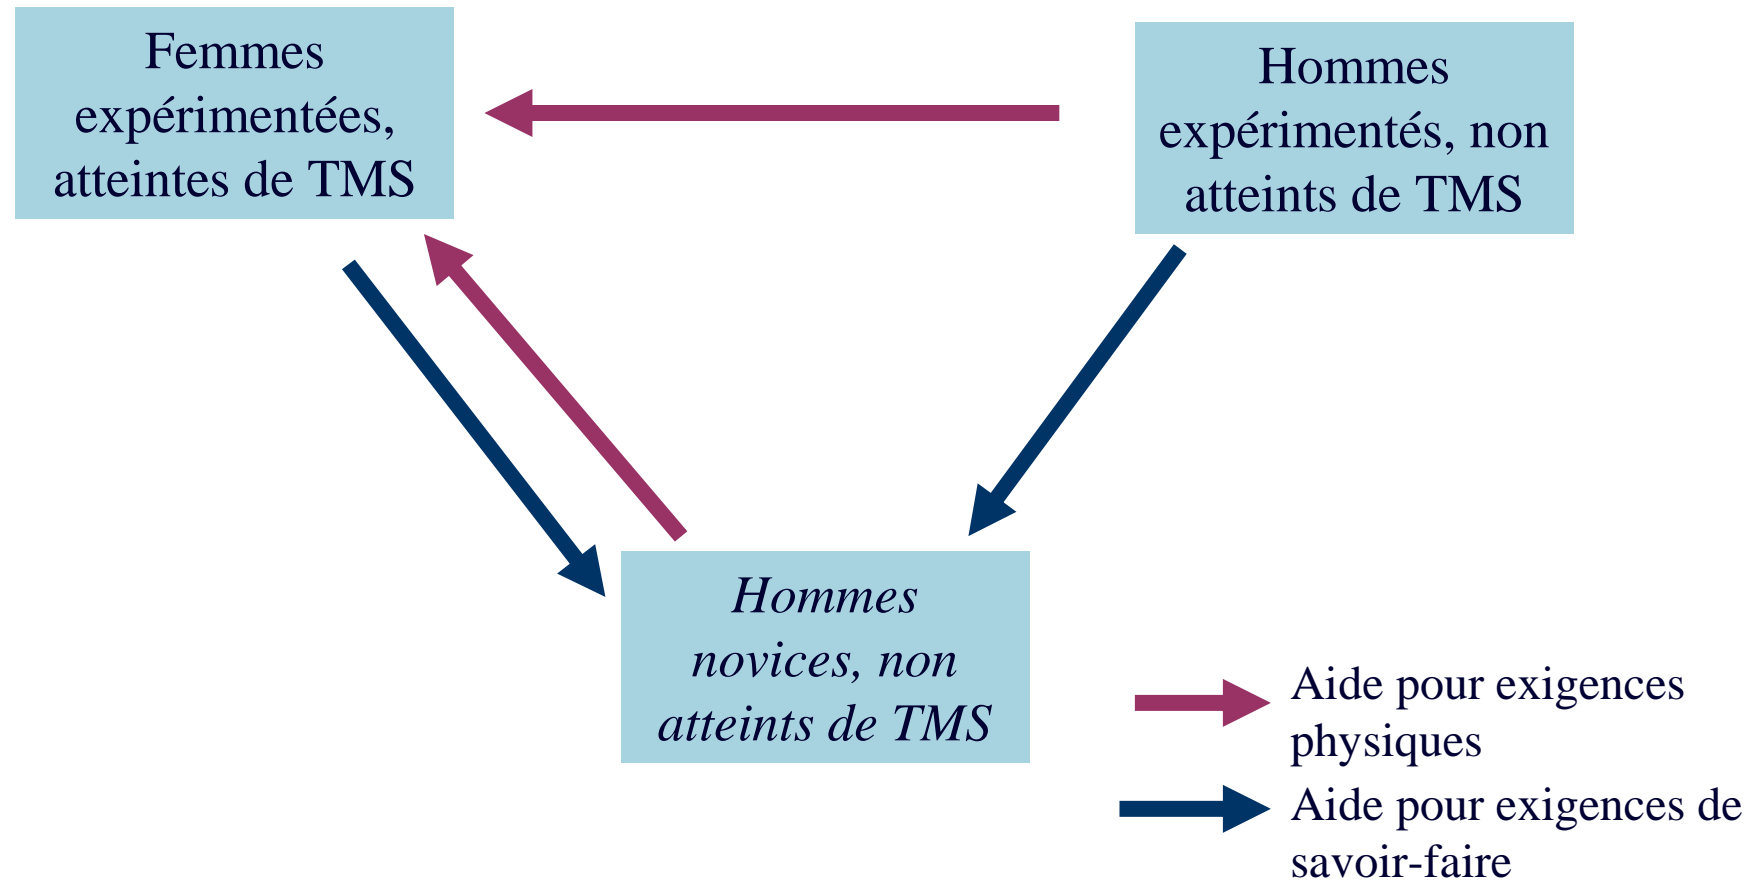 Femmes
expérimentées,
atteintes de TMS
Hommes
expérimentés, non
atteints de TMS
Hommes
novices, non
atteints de TMS
Aide pour exigences
physiques
Aide pour exigences de
savoir-faire